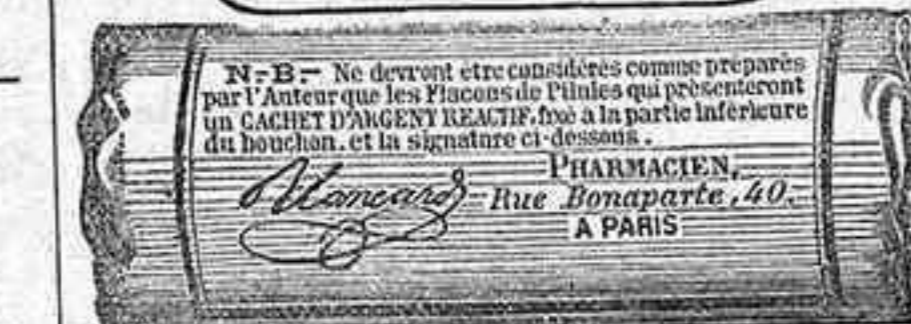 N-B- Ne devront etre considérés comme préparés
par l'Auteur que les Flacons de Pilules qui présenteront
un CACHET D'ARGENT REACTIF, fixé à la partie inférieure
du bouchon. et la signature ci-dessous.
PHARMACIEN,
Blancard Rue Bonaparte, 40.
A PARIS